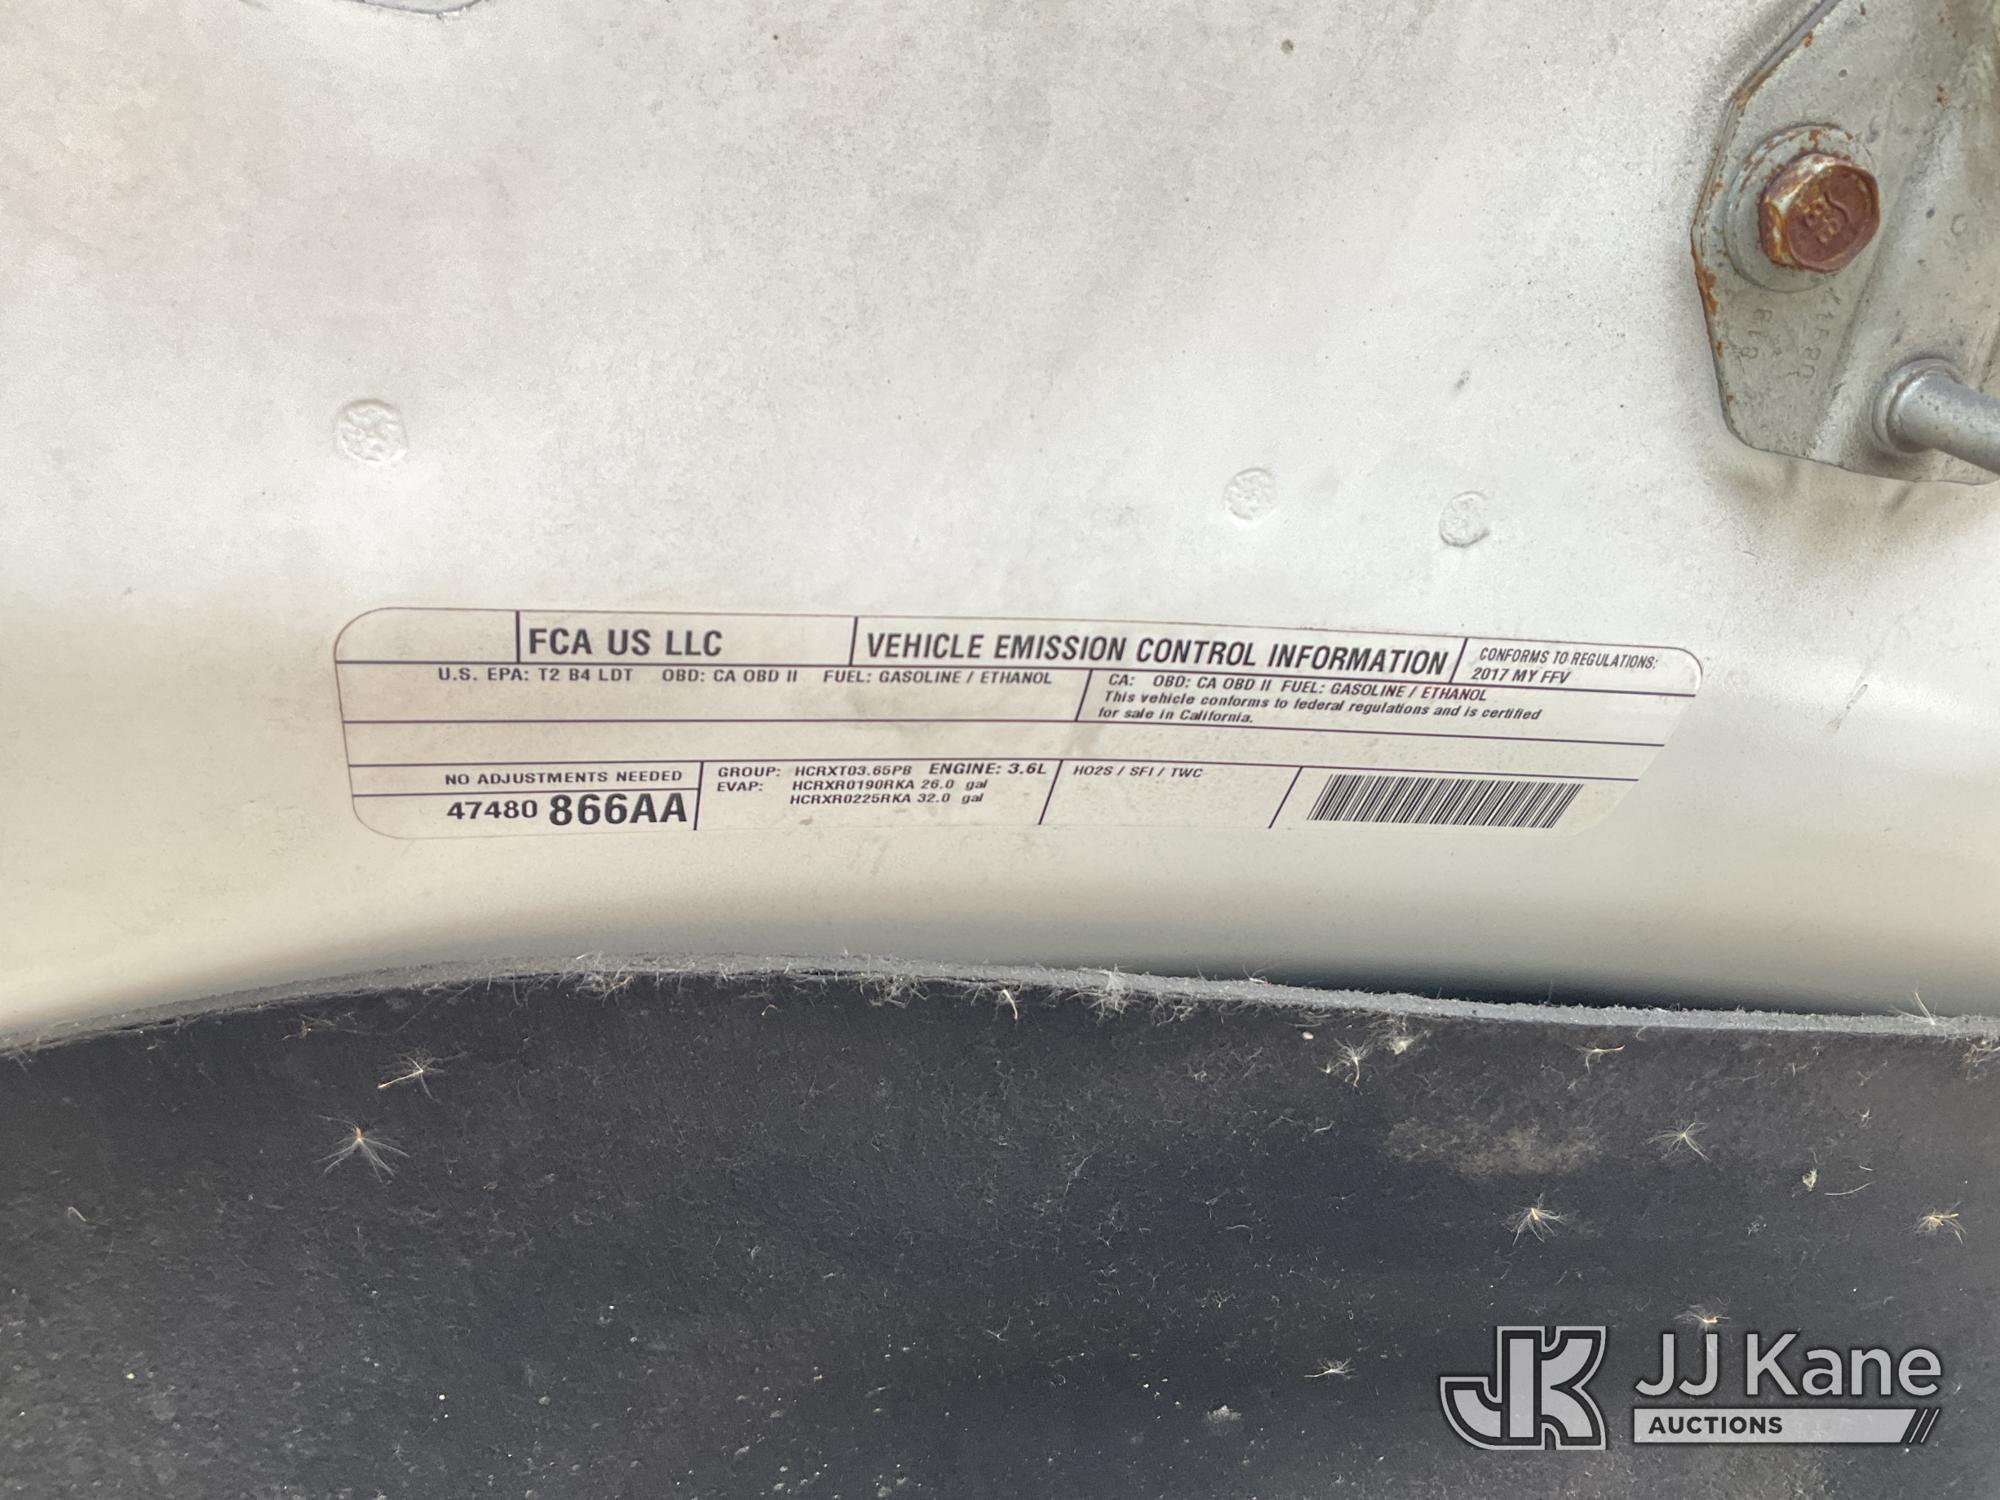 FCA US LLC
VEHICLE EMISSION CONTROL INFORMATION
CONFORMS TO REGULATIONS:
2017 MY FFV
U.S. EPA: T2 B4 LDT OBD: CA OBD II FUEL: GASOLINE / ETHANOL
CA: OBD: CA OBD II FUEL: GASOLINE / ETHANOL
This vehicle conforms to federal regulations and is certified
for sale in California.
NO ADJUSTMENTS NEEDED
47480 866AA
GROUP: HCRXT03.65PB ENGINE: 3.6L
EVAP: HCRXR0190RKA 26.0 gal
HCRXR0225RKA 32.0 gal
HO2S / SFI / TWC
JK
JJ Kane
AUCTIONS